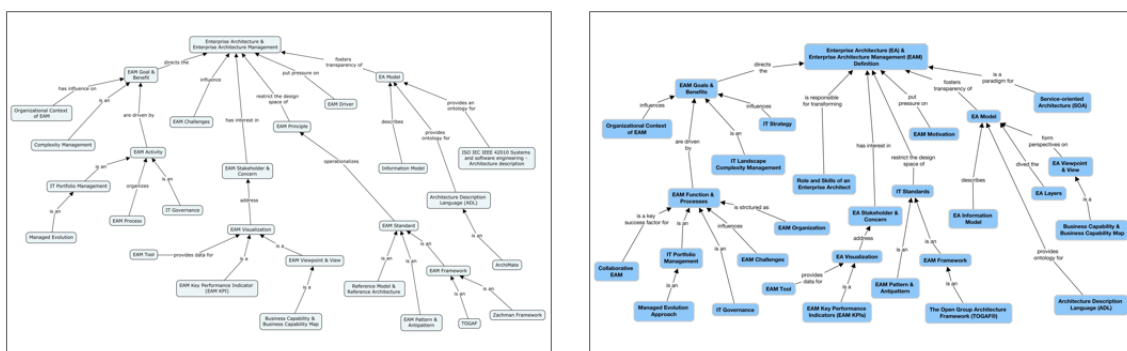 Enterprise Architecture &
Enterprise Architecture Management
directs the
fosters
transparency of
EAM Goal &
Benefit
influence
put pressure on
EA Model
has influence on
is an
restrict the design
space of
EAM Driver
provides an
ontology for
Organizational Context
of EAM
are driven by
EAM Challenges
has interest in
EAM Principle
describes
provides
ontology for
Complexity Management
ISO IEC IEEE 42010 Systems
and software engineering -
Architecture description
EAM Activity
operationalizes
is an
organizes
is an
EAM Stakeholder &
Concern
Information Model
IT Portfolio Management
is an
EAM Process
IT Governance
address
Architecture Description
Language (ADL)
Managed Evolution
EAM Visualization
EAM Standard
is an
EAM Tool
provides data for
is a
is a
EAM Viewpoint & View
is an
is an
is an
EAM Framework
ArchiMate
EAM Key Performance Indicator
(EAM KPI)
is a
Reference Model &
Reference Architecture
is an
is an
Business Capability &
Business Capability Map
EAM Pattern &
Antipattern
TOGAF
Zachman Framework
Enterprise Architecture (EA) &
Enterprise Architecture Management (EAM)
Definition
directs
the
fosters
transparency of
is a
paradigm for
EAM Goals &
Benefits
is responsible
for transforming
put
pressure on
Service-oriented
Architecture (SOA)
influences
influences
Organizational Context
of EAM
IT Strategy
EA Model
are driven
by
is an
EAM Motivation
form
perspectives on
IT Landscape
Complexity Management
has interest in
restrict the design
space of
EA Viewpoint
& View
Role and Skills of an
Enterprise Architect
describes
dived the
EAM Function &
Processes
IT Standards
EA Layers
is a
is a key
success factor for
is strctured as
EA Stakeholder &
Concern
EA Information
Model
Business Capability &
Business Capability Map
is an
influences
EAM Organization
address
is an
is an
provides
ontology for
Collaborative
EAM
IT Portfolio
Management
EAM Challenges
EA Visualization
EAM Framework
is an
is an
provides
data for
EAM Tool
is a
EAM Pattern &
Antipattern
is an
Managed Evolution
Approach
IT Governance
EAM Key Performance
Indicators (EAM KPIs)
The Open Group Architecture
Framework (TOGAF®)
Architecture Description
Language (ADL)